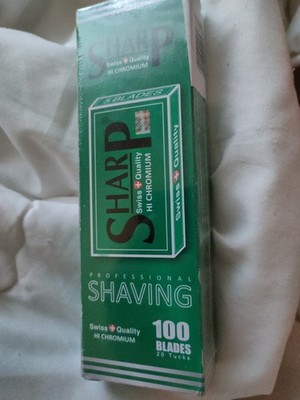 SHARP
Swiss + Quality
HI CHROMIUM
5 BLADES
SHARP
Swiss + Quality
HI CHROMIUM
Swiss + Quality
PROFESSIONAL
SHAVING
Swiss + Quality
HI CHROMIUM
100
BLADES
20 Tucks